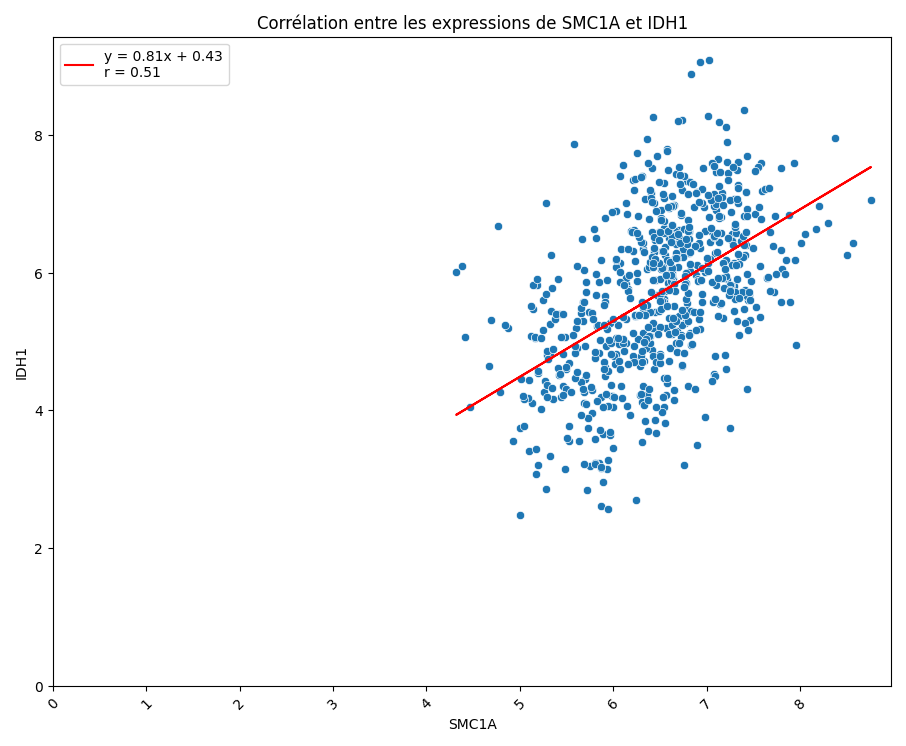 Corrélation entre les expressions de SMC1A et IDH1
y = 0.81x + 0.43
r = 0.51
8
6
4
2
0
IDH1
0 1 2 3 4 5 6 7 8
SMC1A